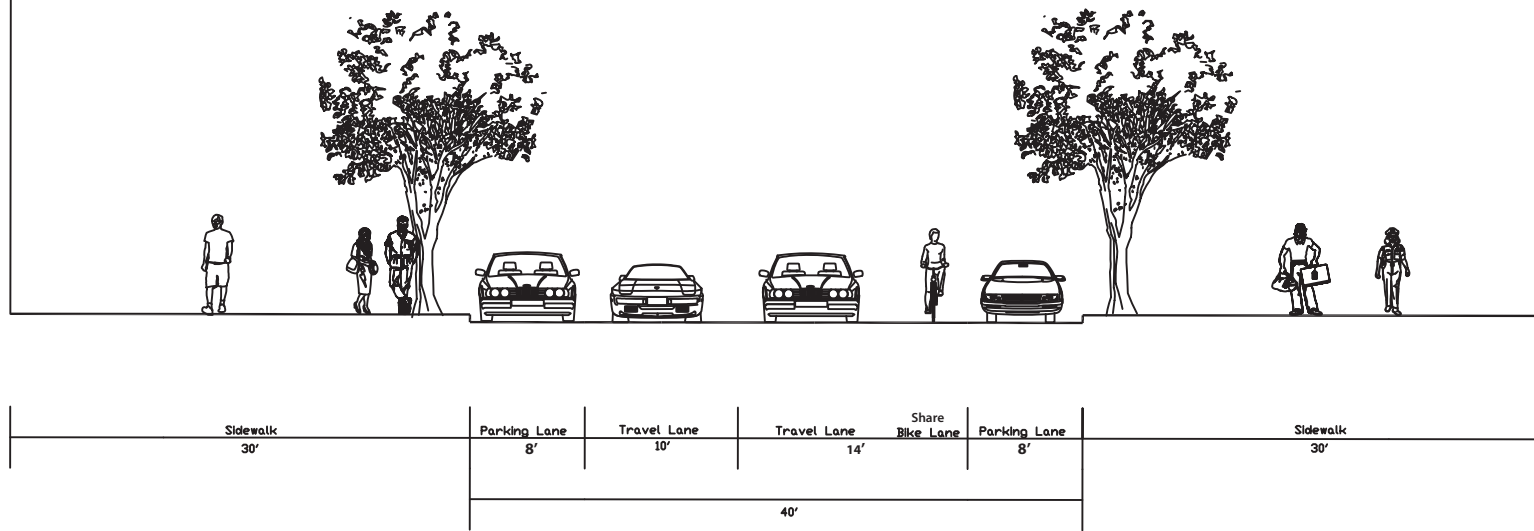 Sidewalk
30'
Parking Lane
8'
Travel Lane
10'
Travel Lane
Share
Bike Lane
14'
Parking Lane
8'
Sidewalk
30'
40'